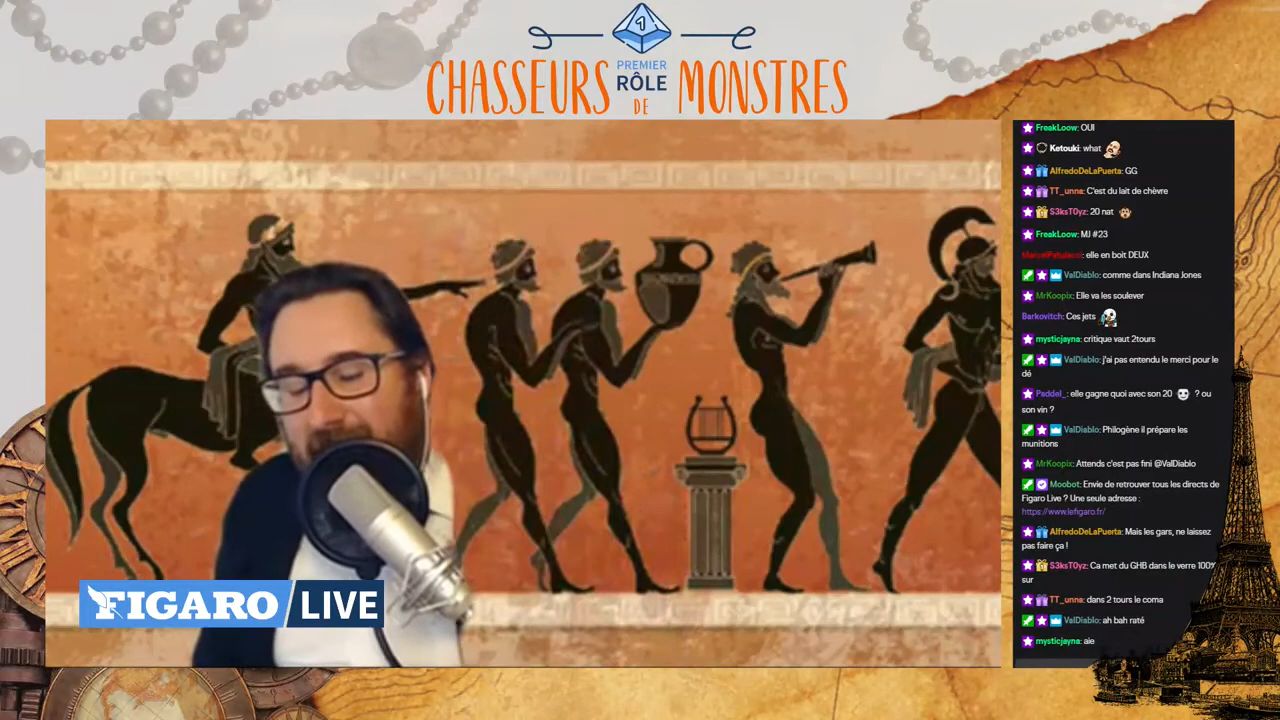 1
PREMIER
CHASSEURS RÔLE MONSTRES
DE
FreakLoow: OUI
Ketouki: what
AlfredoDeLaPuerta: GG
TT_unna: C'est du lait de chèvre
S3ksT0yz: 20 nat
FreakLoow: MJ #23
elle en boit DEUX
ValDiablo: comme dans Indiana Jones
MrKoopix: Elle va les soulever
Barkovitch: Ces jets
mysticjayna: critique vaut 2tours
ValDiablo: j'ai pas entendu le merci pour le
dé
Paddel_: elle gagne quoi avec son 20 ? ou
son vin ?
ValDiablo: Philogène il prépare les
munitions
MrKoopix: Attends c'est pas fini @ValDiablo
Moobot: Envie de retrouver tous les directs de
Figaro Live ? Une seule adresse :
https://www.lefigaro.fr/
AlfredoDeLaPuerta: Mais les gars, ne laissez
pas faire ça !
S3ksT0yz: Ca met du GHB dans le verre 100%
sur
TT_unna: dans 2 tours le coma
ValDiablo: ah bah raté
mysticjayna: aie
FIGARO LIVE